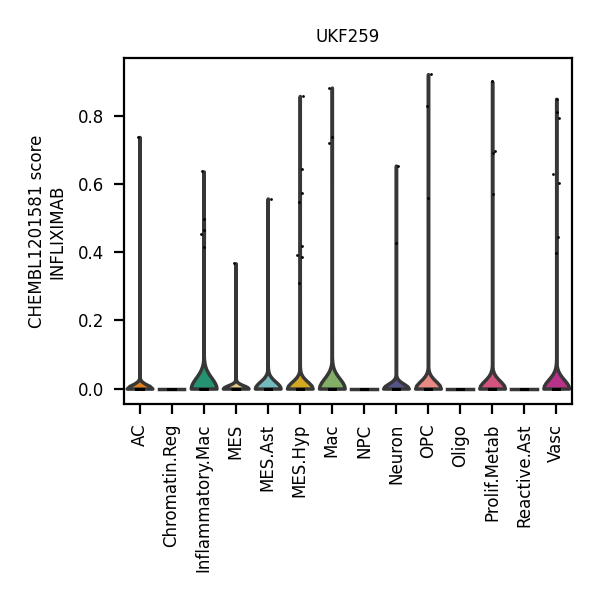 UKF259
CHEMBL1201581 score
INFLIXIMAB
0.8
0.6
0.4
0.2
0.0
AC
Chromatin.Reg
Inflammatory.Mac
MES
MES.Ast
MES.Hyp
Mac
NPC
Neuron
OPC
Oligo
Prolif.Metab
Reactive.Ast
Vasc